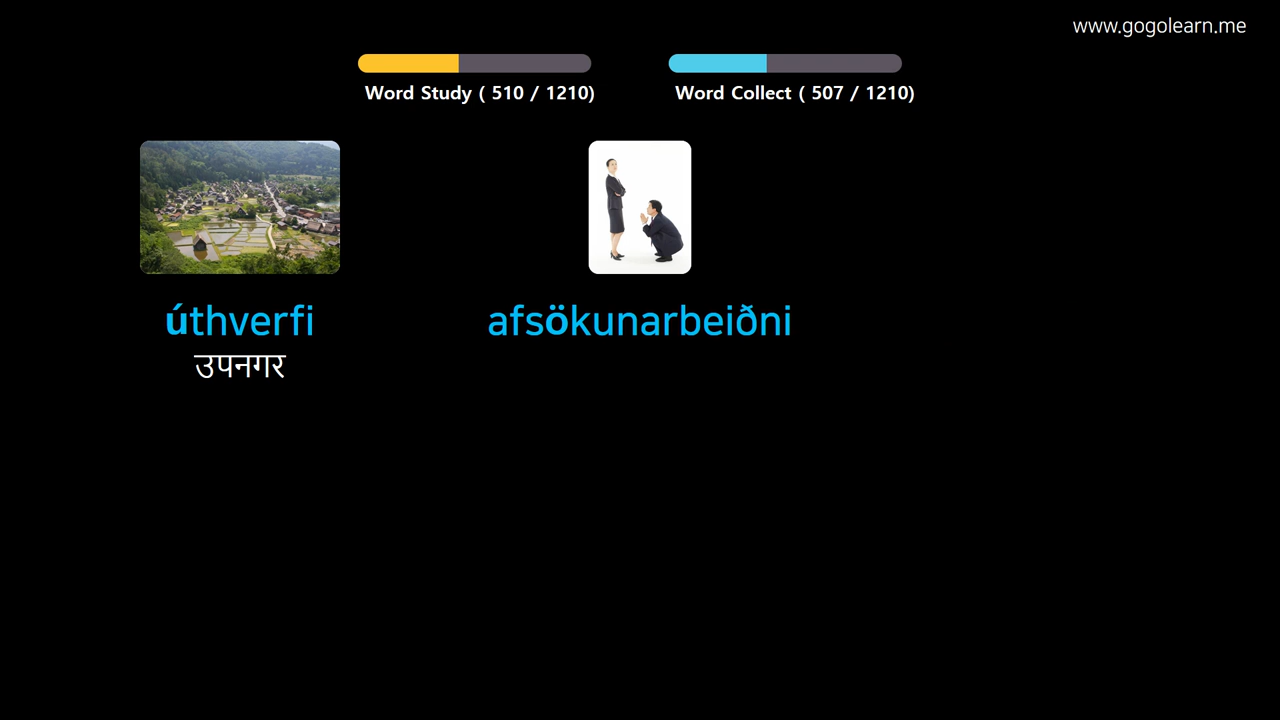 www.gogolearn.me
Word Study ( 510 / 1210)
Word Collect ( 507 / 1210)
úthverfi
उपनगर
afsökunarbeiðni